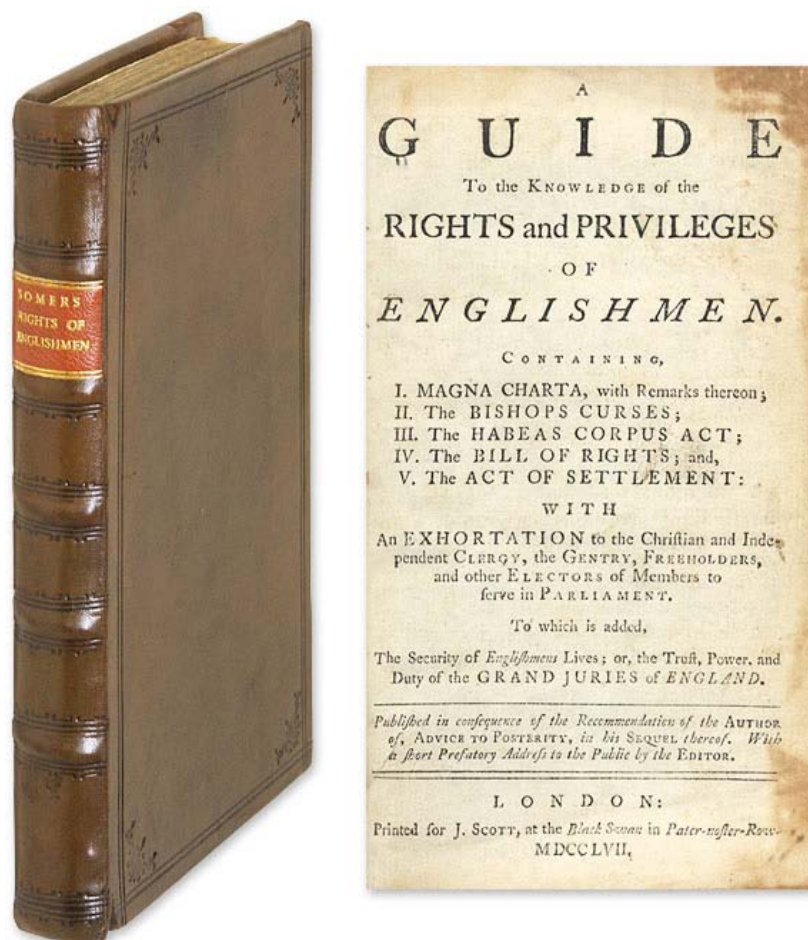 SOMERS
RIGHTS OF
ENGLISHMEN
A
GUIDE
To the KNOWLEDGE of the
RIGHTS and PRIVILEGES
OF
ENGLISHMEN.
CONTAINING,
I. MAGNA CHARTA, with Remarks thereon;
II. The BISHOPS CURSES;
III. The HABEAS CORPUS ACT;
IV. The BILL OF RIGHTS; and,
V. The ACT OF SETTLEMENT:
WITH
An EXHORTATION to the Chriſtian and Inde-
pendent CLERGY, the GENTRY, FREEHOLDERS,
and other ELECTORS of Members to
ſerve in PARLIAMENT.
To which is added,
The Security of Engliſhmens Lives; or, the Truſt, Power, and
Duty of the GRAND JURIES of ENGLAND.
Publiſhed in conſequence of the Recommendation of the AUTHOR
of, ADVICE TO POSTERITY, in his SEQUEL thereof. With
a ſhort Prefatory Addreſs to the Public by the EDITOR.
LONDON:
Printed for J. SCOTT, at the Black Swan in Pater-noſter-Row.
MDCCLVII.